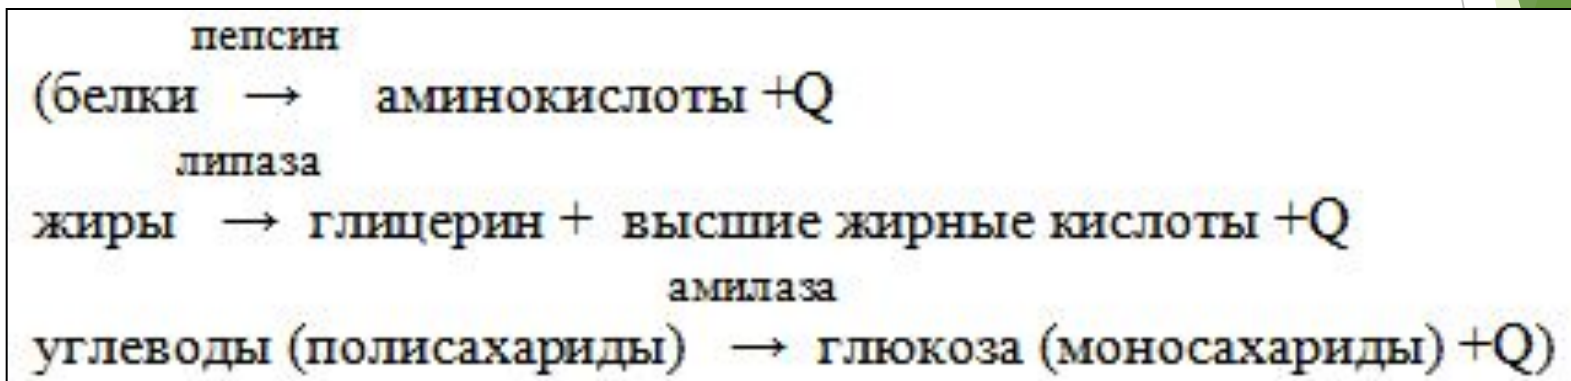 пепсин
(белки → аминокислоты +Q
липаза
жиры → глицерин + высшие жирные кислоты +Q
амилаза
углеводы (полисахариды) → глюкоза (моносахариды) +Q)